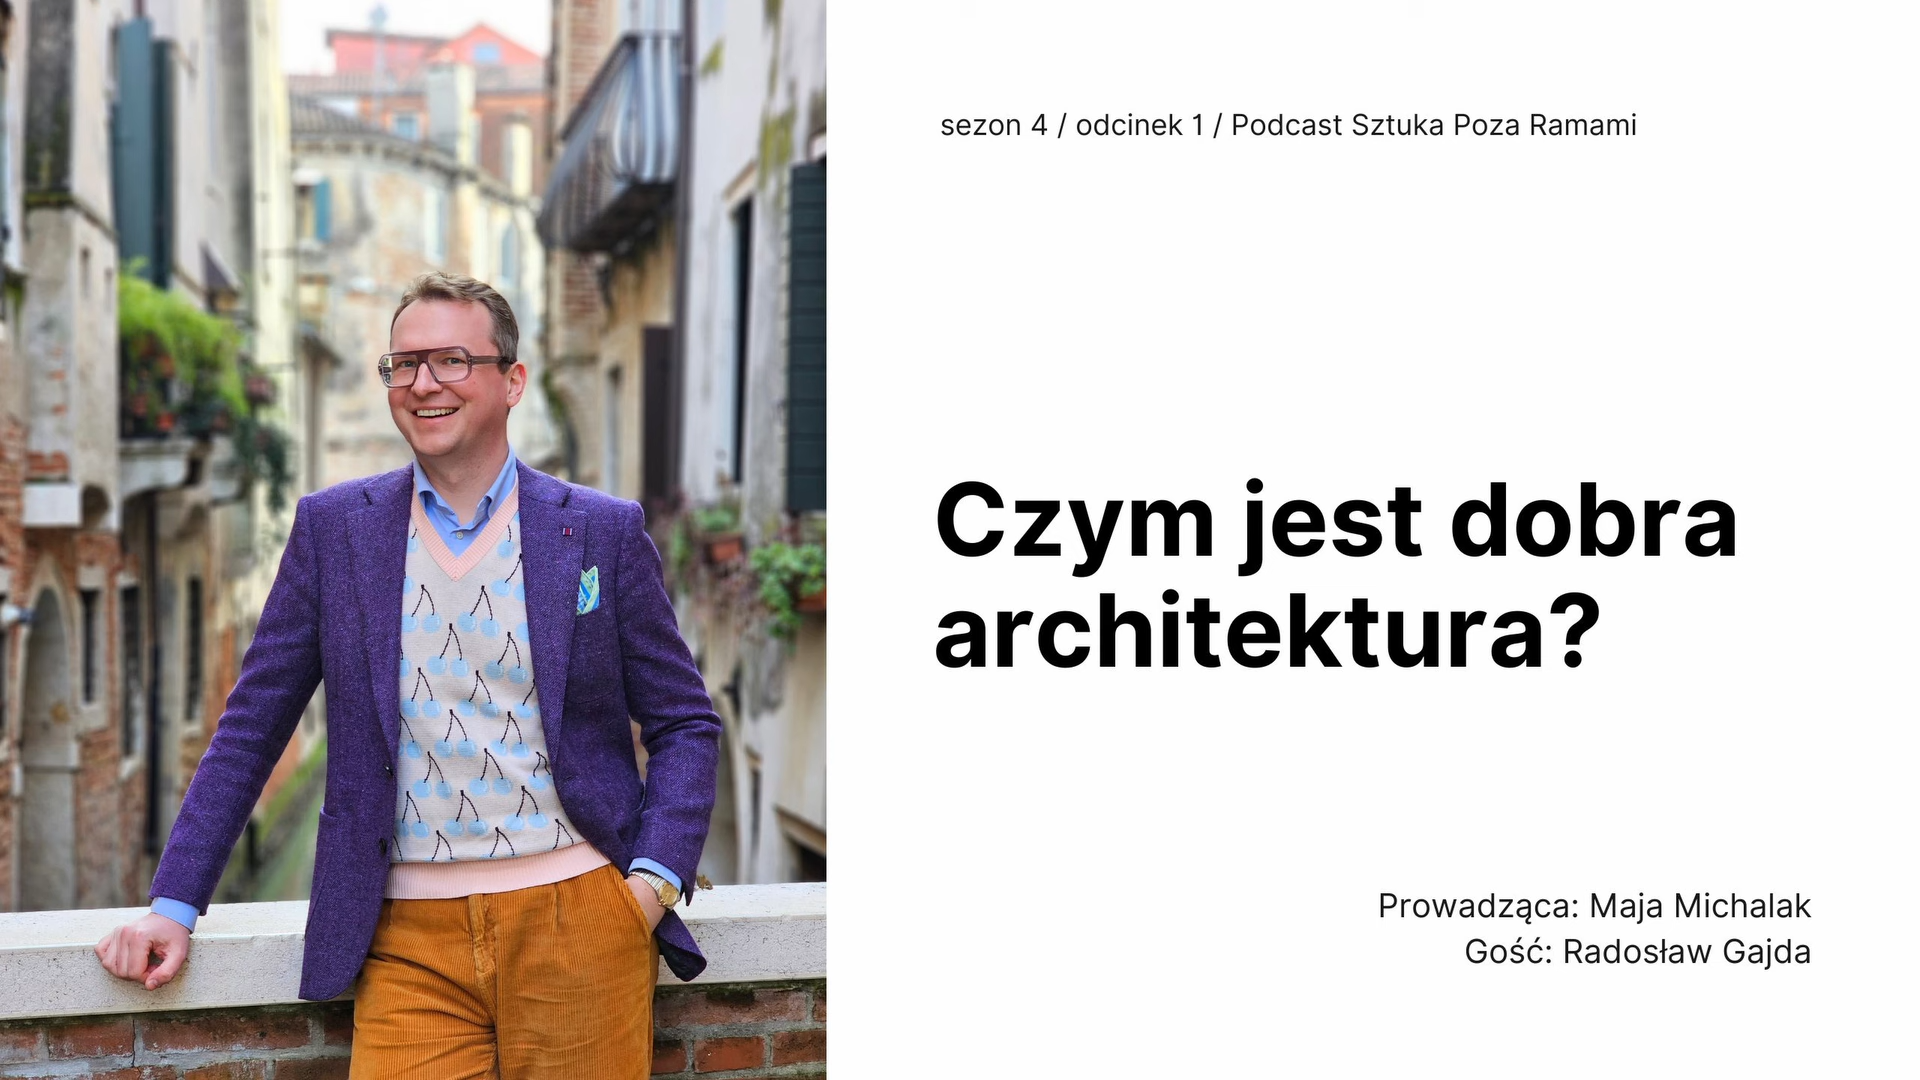 sezon 4 / odcinek 1 / Podcast Sztuka Poza Ramami
Czym jest dobra
architektura?
Prowadząca: Maja Michalak
Gość: Radosław Gajda